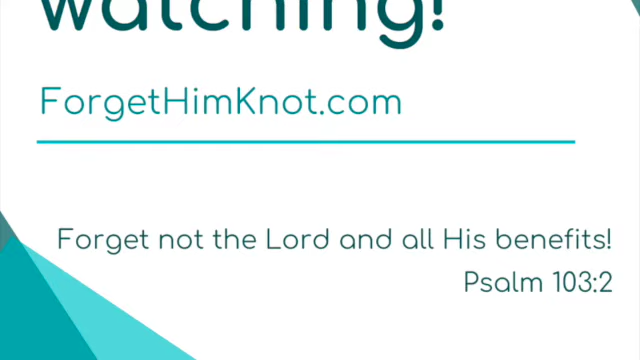 watching!
ForgetHimKnot.com
Forget not the Lord and all His benefits!
Psalm 103:2